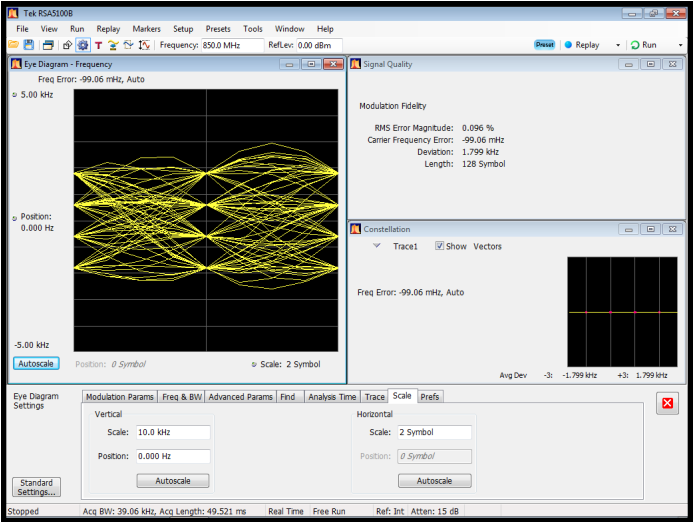 Tek RSA5100B
File View Run Replay Markers Setup Presets Tools Window Help
T Frequency: 850.0 MHz RefLev: 0.00 dBm Preset Replay Run
Eye Diagram - Frequency
Freq Error: -99.06 mHz, Auto
5.00 kHz
Position:
0.000 Hz
-5.00 kHz
Autoscale Position: 0 Symbol Scale: 2 Symbol
Signal Quality
Modulation Fidelity
RMS Error Magnitude: 0.096 %
Carrier Frequency Error: -99.06 mHz
Deviation: 1.799 kHz
Length: 128 Symbol
Constellation
Trace1 Show Vectors
Freq Error: -99.06 mHz, Auto
Avg Dev -3: -1.799 kHz +3: 1.799 kHz
Eye Diagram
Settings
Modulation Params Freq & BW Advanced Params Find Analysis Time Trace Scale Prefs
Vertical
Scale: 10.0 kHz
Position: 0.000 Hz
Autoscale
Horizontal
Scale: 2 Symbol
Position: 0 Symbol
Autoscale
Standard
Settings...
Stopped Acq BW: 39.06 kHz, Acq Length: 49.521 ms Real Time Free Run Ref: Int Atten: 15 dB